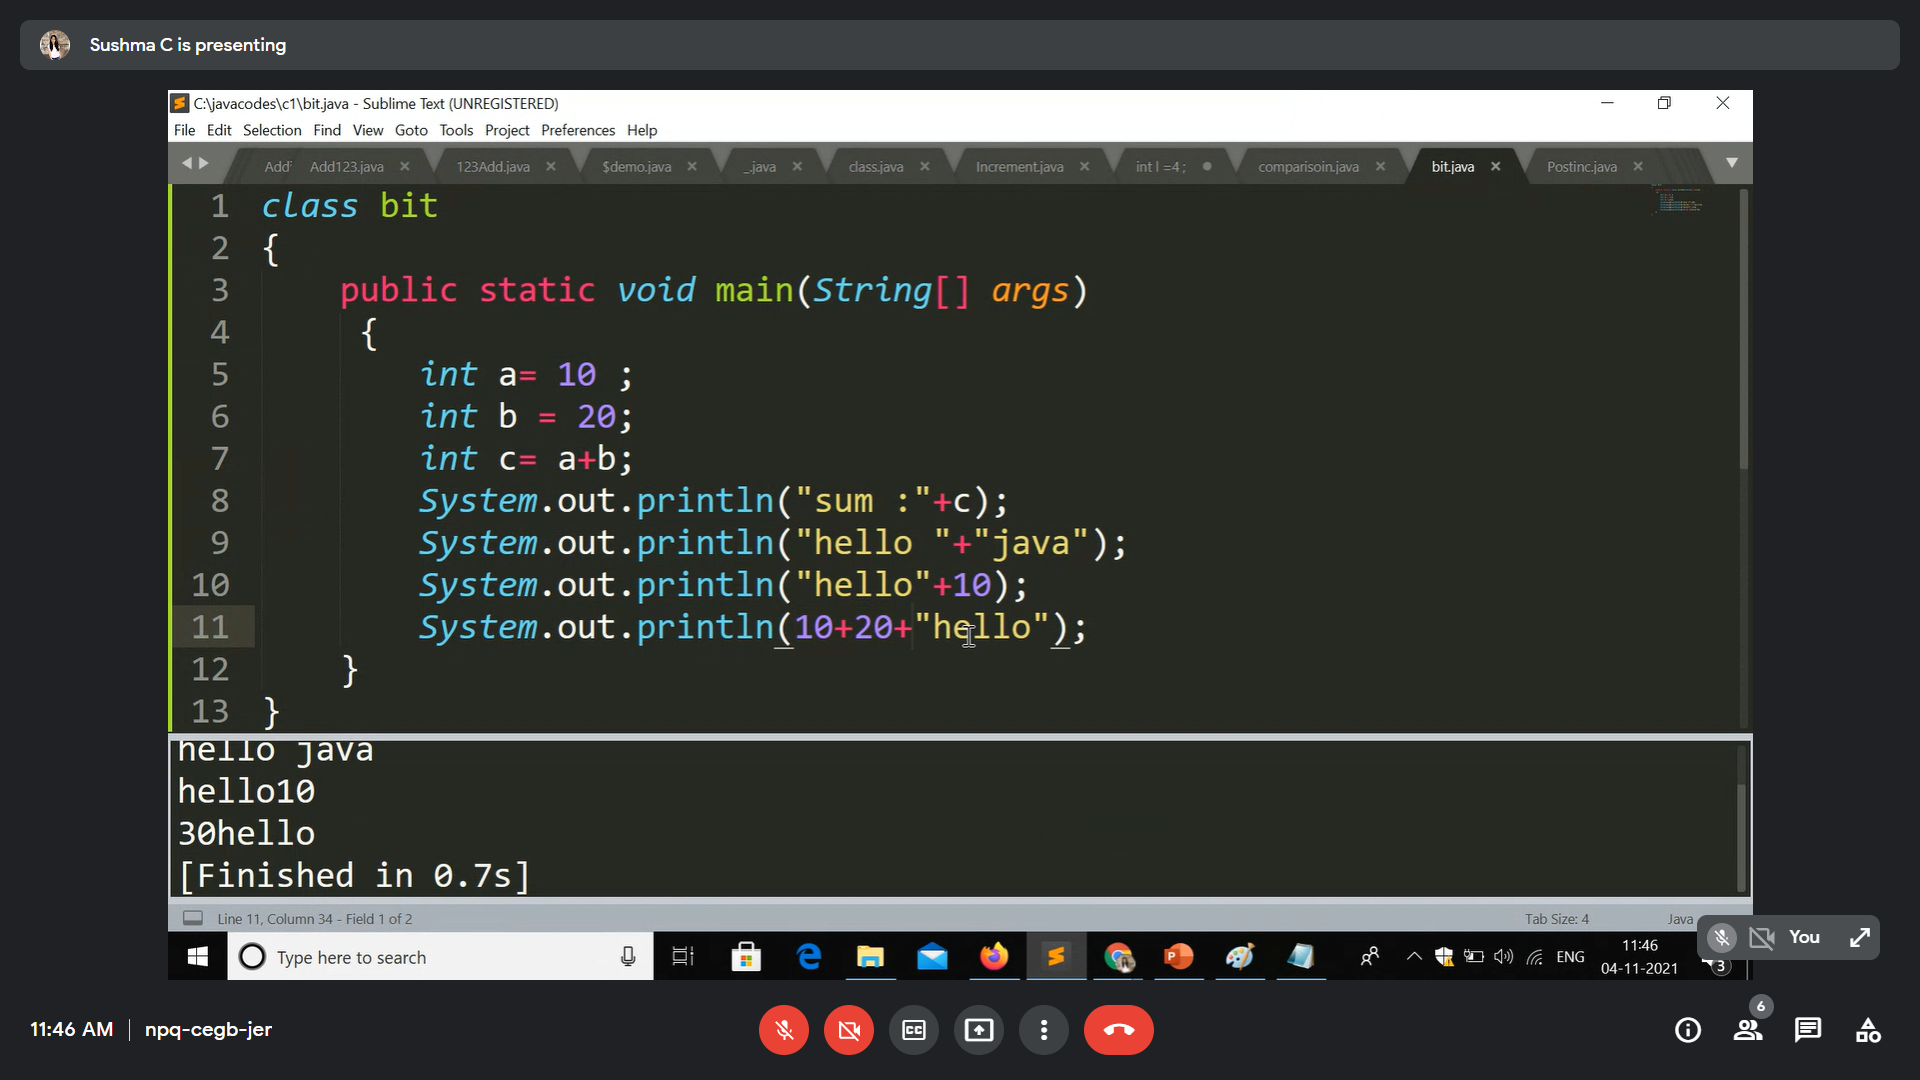 Sushma C is presenting
C:\javacodes\c1\bit.java - Sublime Text (UNREGISTERED)
File Edit Selection Find View Goto Tools Project Preferences Help
Add Add123.java 123Add.java $demo.java _.java class.java Increment.java int l =4 ; comparisoin.java bit.java Postinc.java
1 class bit
2 {
3 public static void main(String[] args)
4 {
5 int a= 10 ;
6 int b = 20;
7 int c= a+b;
8 System.out.println("sum :"+c);
9 System.out.println("hello "+"java");
10 System.out.println("hello"+10);
11 System.out.println(10+20+"hello");
12 }
13 }
hello java
hello10
30hello
[Finished in 0.7s]
Line 11, Column 34 - Field 1 of 2 Tab Size: 4 Java
You
Type here to search ENG 11:46
04-11-2021 3
6
11:46 AM | npq-cegb-jer CC